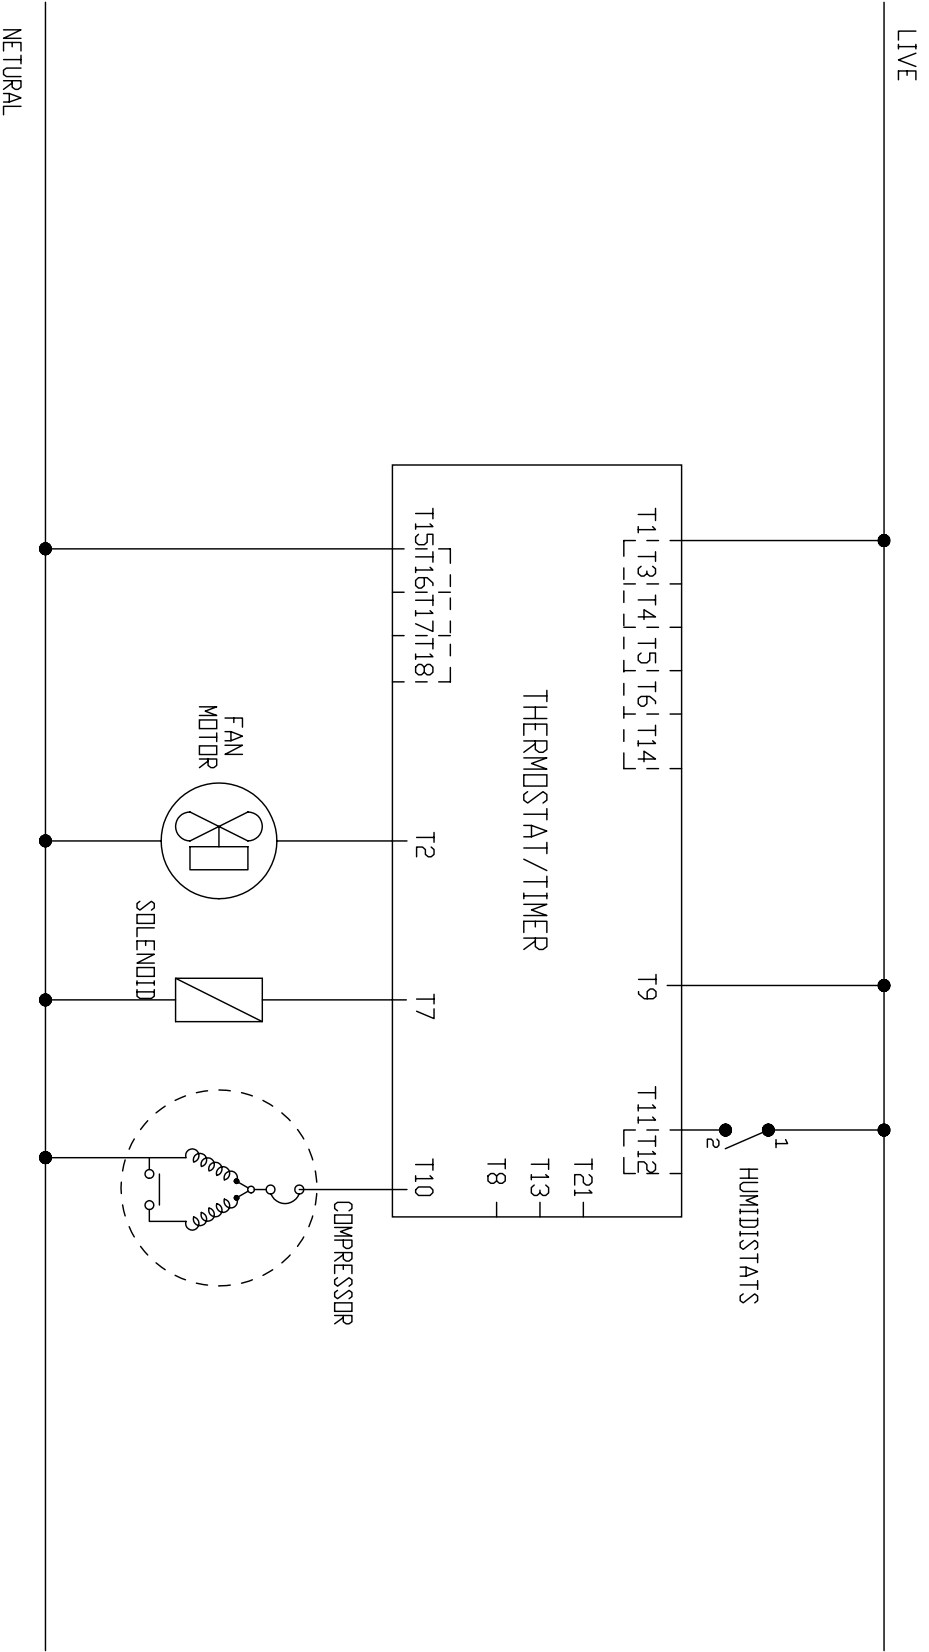 LIVE
1
HUMIDISTATS
2
T1 T3 T4 T5 T6 T14 T9 T11 T12
T21
THERMOSTAT/TIMER
T13
T8
T15 T16 T17 T18 T2 T7 T10
COMPRESSOR
FAN
MOTOR
SOLENOID
NETURAL